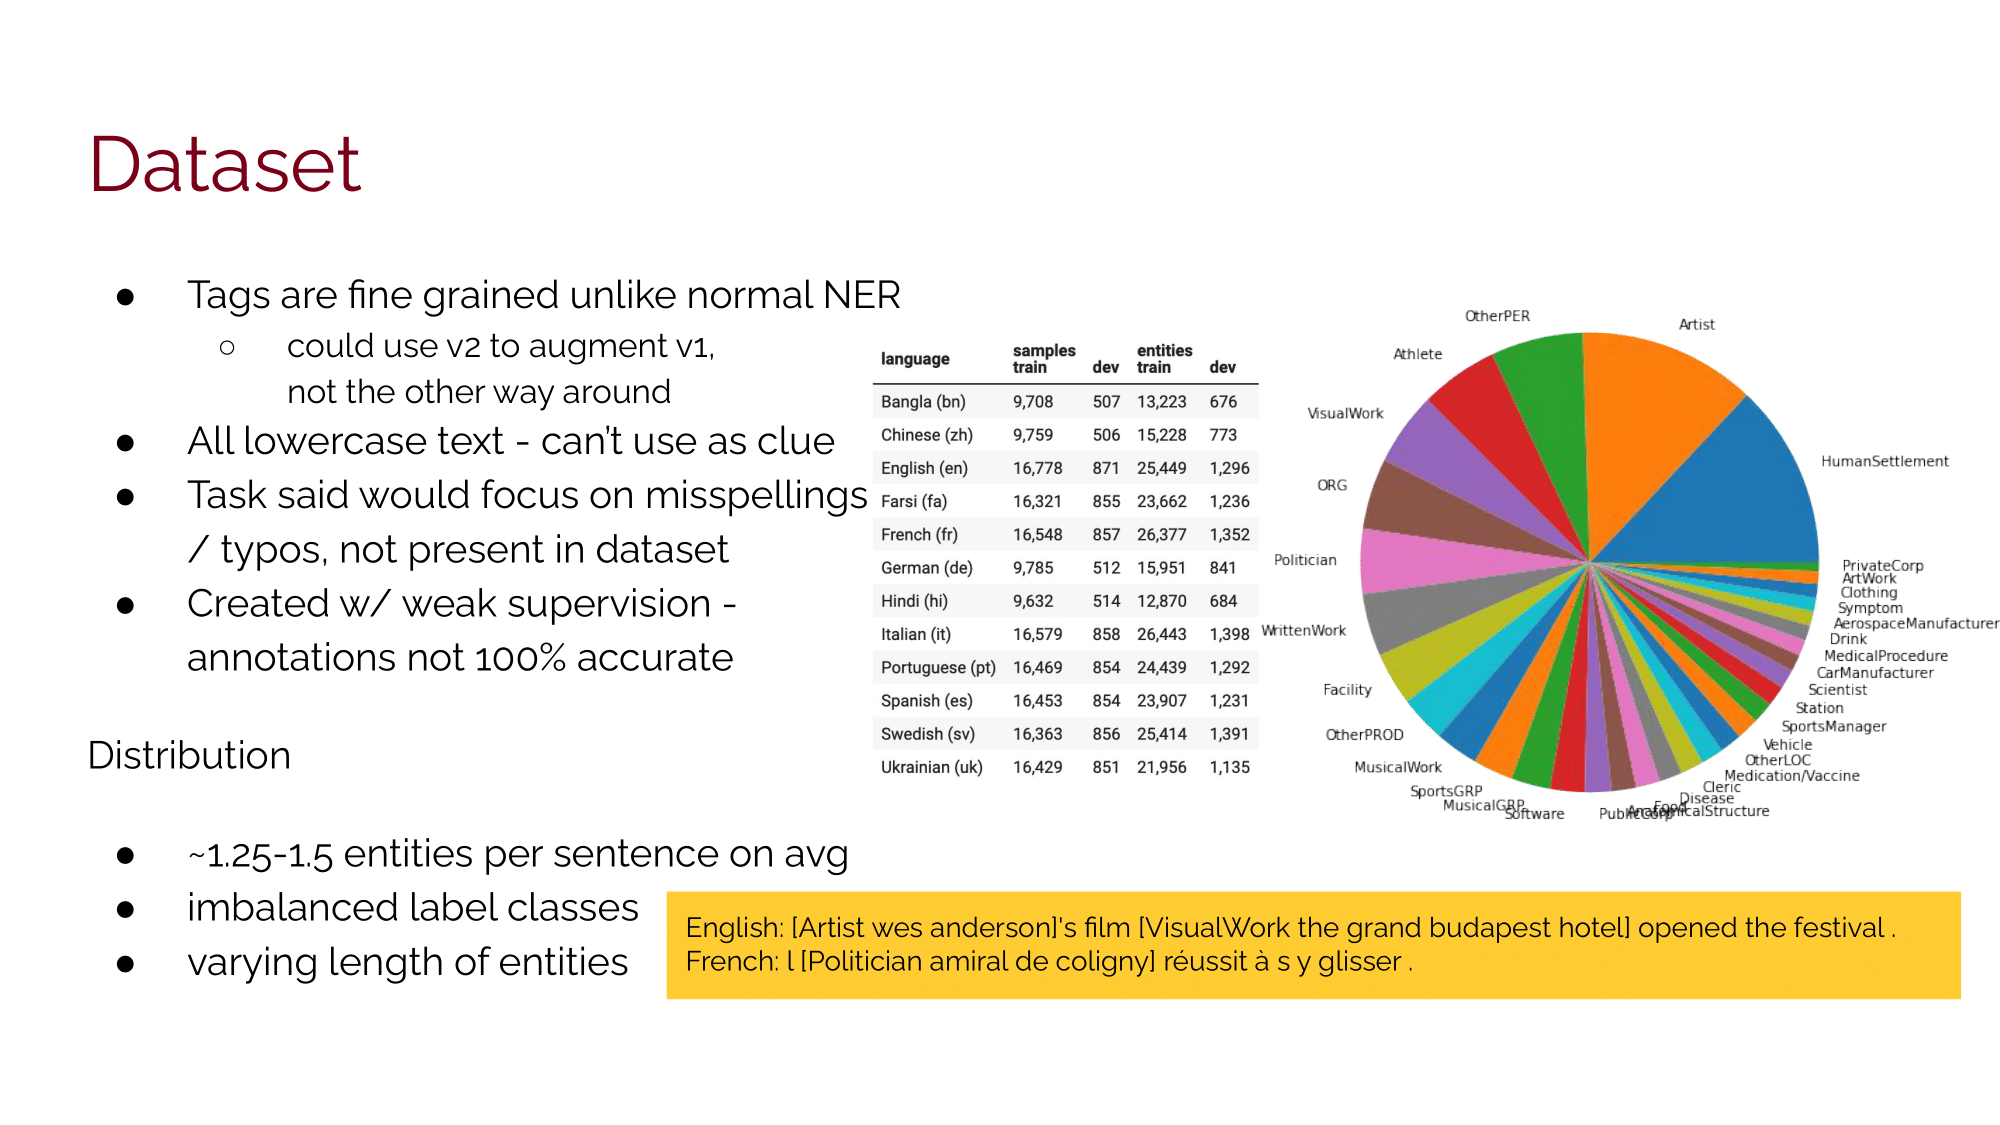 Dataset
● Tags are fine grained unlike normal NER
○ could use v2 to augment v1,
not the other way around
● All lowercase text - can’t use as clue
● Task said would focus on misspellings
/ typos, not present in dataset
● Created w/ weak supervision -
annotations not 100% accurate
Distribution
● ~1.25-1.5 entities per sentence on avg
● imbalanced label classes
● varying length of entities
language samples train dev entities train dev
Bangla (bn) 9,708 507 13,223 676
Chinese (zh) 9,759 506 15,228 773
English (en) 16,778 871 25,449 1,296
Farsi (fa) 16,321 855 23,662 1,236
French (fr) 16,548 857 26,377 1,352
German (de) 9,785 512 15,951 841
Hindi (hi) 9,632 514 12,870 684
Italian (it) 16,579 858 26,443 1,398
Portuguese (pt) 16,469 854 24,439 1,292
Spanish (es) 16,453 854 23,907 1,231
Swedish (sv) 16,363 856 25,414 1,391
Ukrainian (uk) 16,429 851 21,956 1,135
OtherPER
Artist
Athlete
VisualWork
HumanSettlement
ORG
Politician
WrittenWork
Facility
OtherPROD
MusicalWork
SportsGRP
MusicalGRP
Software
PublicCorp
Food
AnatomicalStructure
Disease
Cleric
Medication/Vaccine
OtherLOC
Vehicle
SportsManager
Station
Scientist
CarManufacturer
MedicalProcedure
Drink
AerospaceManufacturer
Symptom
Clothing
ArtWork
PrivateCorp
English: [Artist wes anderson]'s film [VisualWork the grand budapest hotel] opened the festival .
French: l [Politician amiral de coligny] réussit à s y glisser .